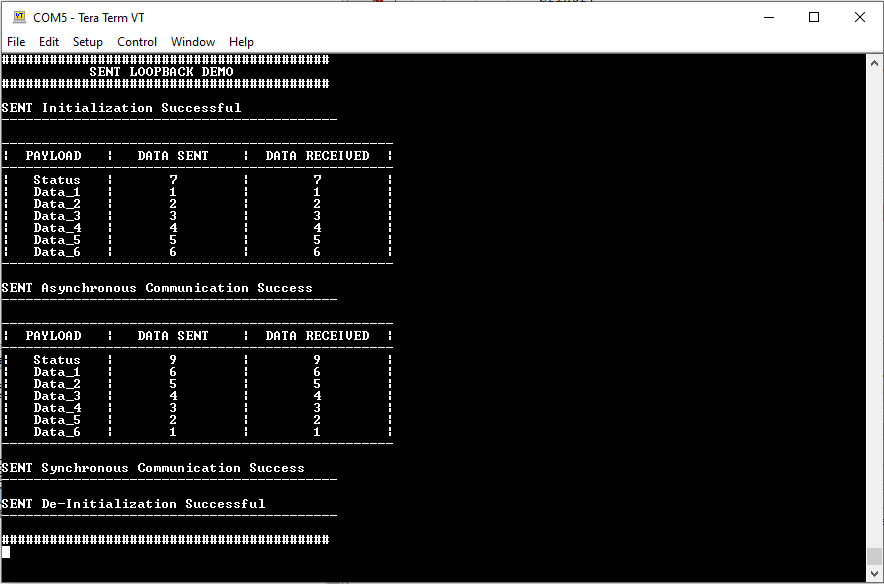 COM5 - Tera Term VT
File Edit Setup Control Window Help
#########################################
SENT LOOPBACK DEMO
#########################################
SENT Initialization Successful
------------------------------------------
-------------------------------------------------
| PAYLOAD | DATA SENT | DATA RECEIVED |
-------------------------------------------------
| Status | 7 | 7 |
| Data_1 | 1 | 1 |
| Data_2 | 2 | 2 |
| Data_3 | 3 | 3 |
| Data_4 | 4 | 4 |
| Data_5 | 5 | 5 |
| Data_6 | 6 | 6 |
-------------------------------------------------
SENT Asynchronous Communication Success
------------------------------------------
-------------------------------------------------
| PAYLOAD | DATA SENT | DATA RECEIVED |
-------------------------------------------------
| Status | 9 | 9 |
| Data_1 | 6 | 6 |
| Data_2 | 5 | 5 |
| Data_3 | 4 | 4 |
| Data_4 | 3 | 3 |
| Data_5 | 2 | 2 |
| Data_6 | 1 | 1 |
-------------------------------------------------
SENT Synchronous Communication Success
------------------------------------------
SENT De-Initialization Successful
------------------------------------------
#########################################